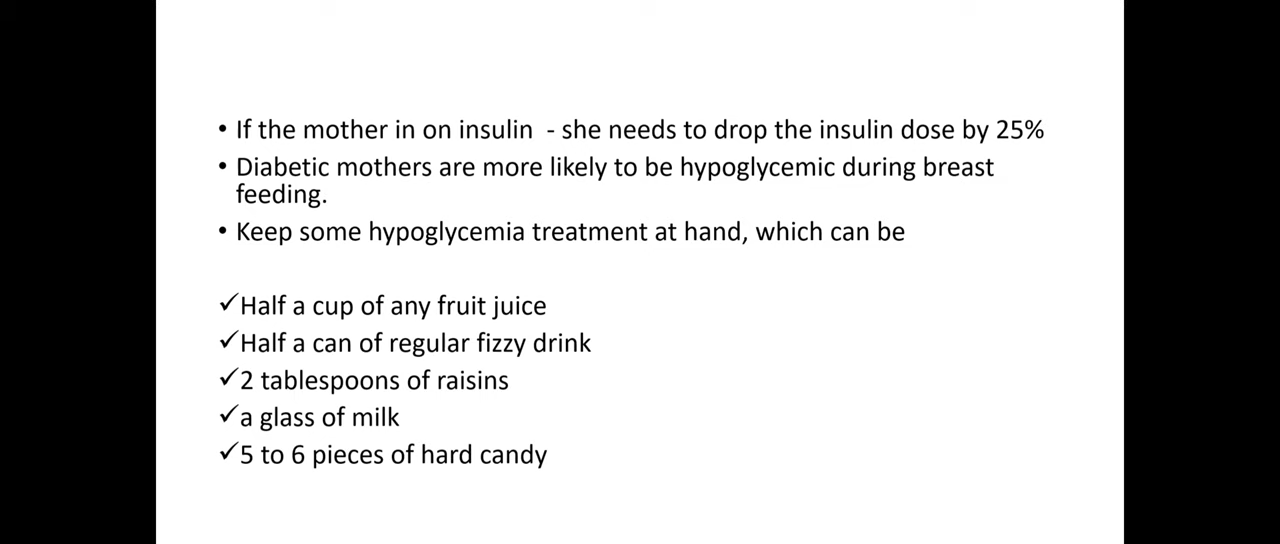 • If the mother in on insulin - she needs to drop the insulin dose by 25%
• Diabetic mothers are more likely to be hypoglycemic during breast
feeding.
• Keep some hypoglycemia treatment at hand, which can be
✓Half a cup of any fruit juice
✓Half a can of regular fizzy drink
✓2 tablespoons of raisins
✓a glass of milk
✓5 to 6 pieces of hard candy